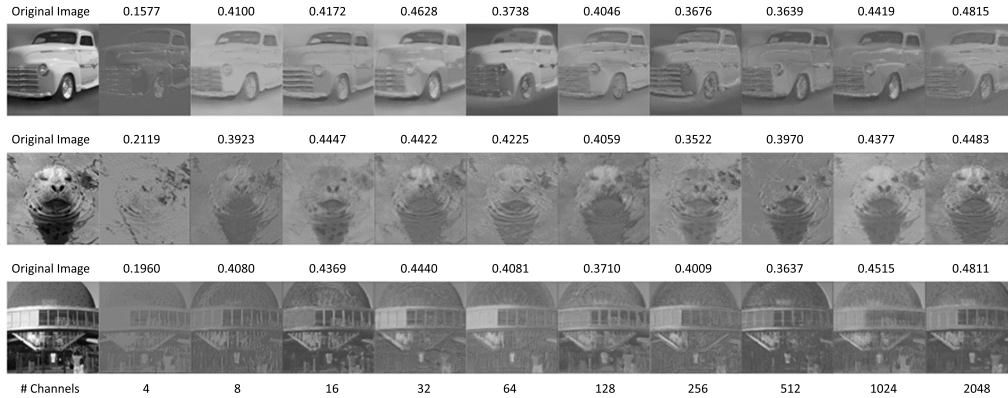 Original Image 0.1577 0.4100 0.4172 0.4628 0.3738 0.4046 0.3676 0.3639 0.4419 0.4815
Original Image 0.2119 0.3923 0.4447 0.4422 0.4225 0.4059 0.3522 0.3970 0.4377 0.4483
Original Image 0.1960 0.4080 0.4369 0.4440 0.4081 0.3710 0.4009 0.3637 0.4515 0.4811
# Channels 4 8 16 32 64 128 256 512 1024 2048